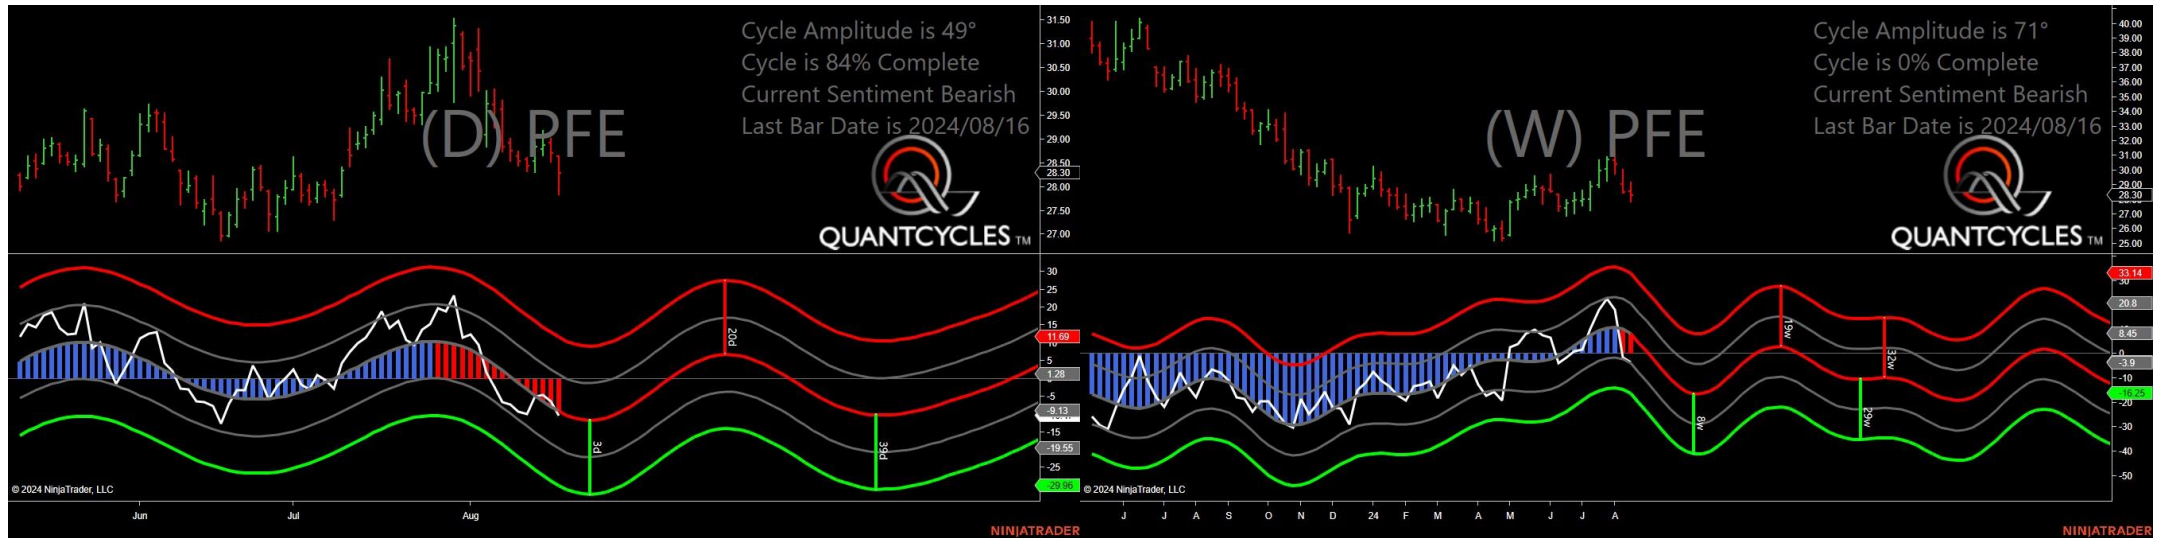 Cycle Amplitude is 49°
Cycle is 84% Complete
Current Sentiment Bearish
Last Bar Date is 2024/08/16
(D) PFE
QUANTCYCLES TM
31.50
31.00
30.50
30.00
29.50
29.00
28.50
28.30
28.00
27.50
27.00
30
25
20
15
11.69
10
5
1.28
-5
-9.13
-15
-19.55
-25
-29.96
3d
20d
39d
© 2024 NinjaTrader, LLC
Jun Jul Aug
NINJATRADER
Cycle Amplitude is 71°
Cycle is 0% Complete
Current Sentiment Bearish
Last Bar Date is 2024/08/16
(W) PFE
QUANTCYCLES TM
40.00
39.00
38.00
37.00
36.00
35.00
34.00
33.00
32.00
31.00
30.00
29.00
28.30
27.00
26.00
25.00
33.14
30
20.8
8.45
0
-3.9
-10
-16.25
-20
-30
-40
-50
8w
19w
29w
32w
© 2024 NinjaTrader, LLC
J J A S O N D 24 F M A M J J A
NINJATRADER